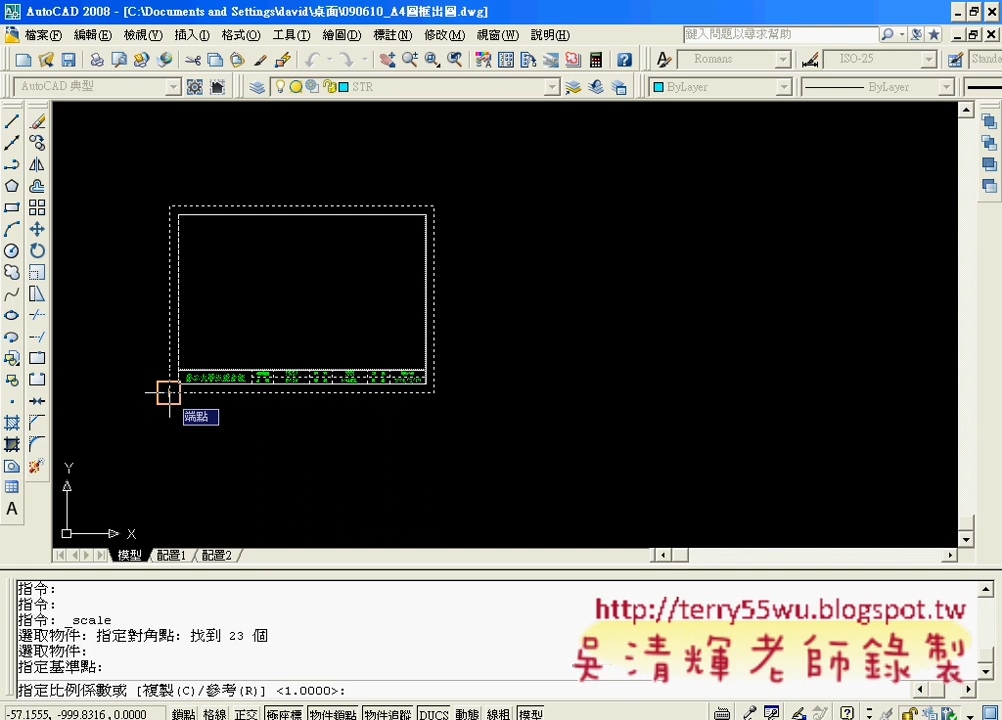 AutoCAD 2008 - [C:\Documents and Settings\david\桌面\090610_A4圖框出圖.dwg]
檔案(F) 編輯(E) 檢視(V) 插入(I) 格式(O) 工具(T) 繪圖(D) 標註(N) 修改(M) 視窗(W) 說明(H) 鍵入問題以尋求幫助
Romans ISO-25 Standa
AutoCAD 典型 STR ByLayer ByLayer
端點
Y
X
模型 配置1 配置2
指令:
指令:
指令: _scale
選取物件: 指定對角點: 找到 23 個
選取物件:
指定基準點:
指定比例係數或 [複製(C)/參考(R)] <1.0000>:
http://terry55wu.blogspot.tw
吳清輝老師錄製
-57.1555, -999.8316, 0.0000 鎖點 格線 正交 極座標 物件鎖點 物件追蹤 DUCS 動態 線粗 模型